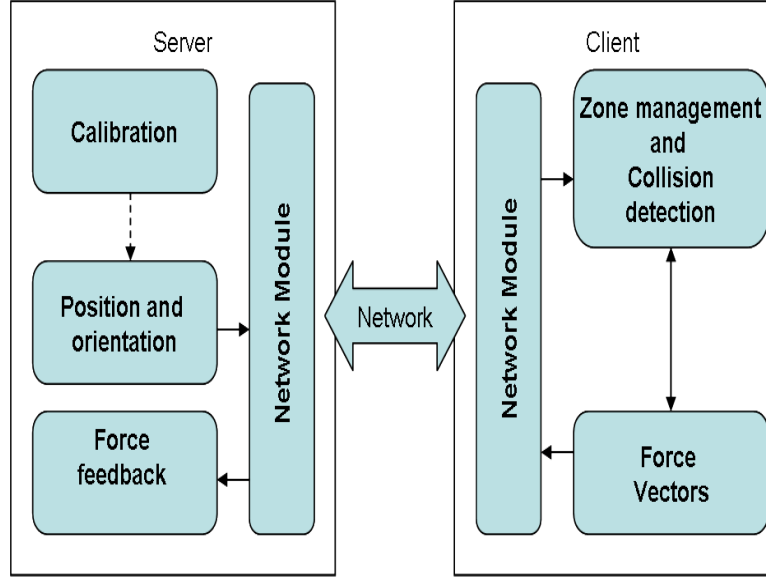 Server
Calibration
Position and
orientation
Force
feedback
Network Module
Network
Client
Network Module
Zone management
and
Collision
detection
Force
Vectors